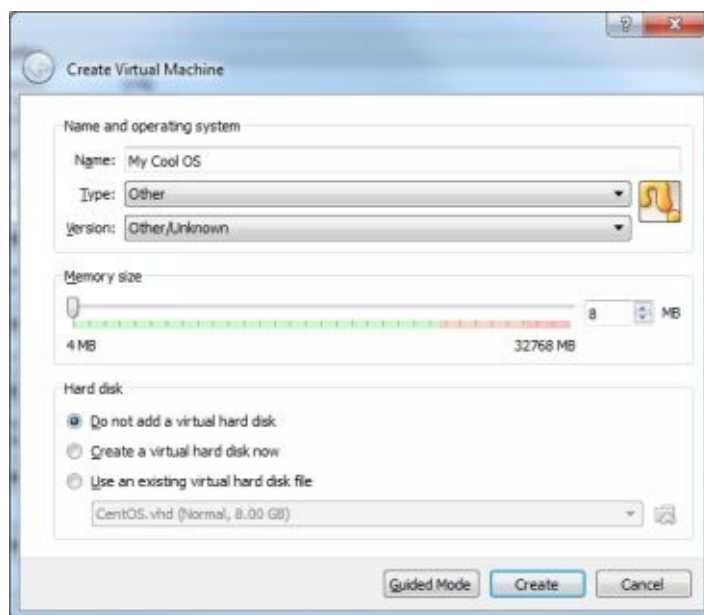 Create Virtual Machine
Name and operating system
Name: My Cool OS
Type: Other
Version: Other/Unknown
Memory size
8 MB
4 MB 32768 MB
Hard disk
Do not add a virtual hard disk
Create a virtual hard disk now
Use an existing virtual hard disk file
CentOS.vhd (Normal, 8.00 GB)
Guided Mode Create Cancel